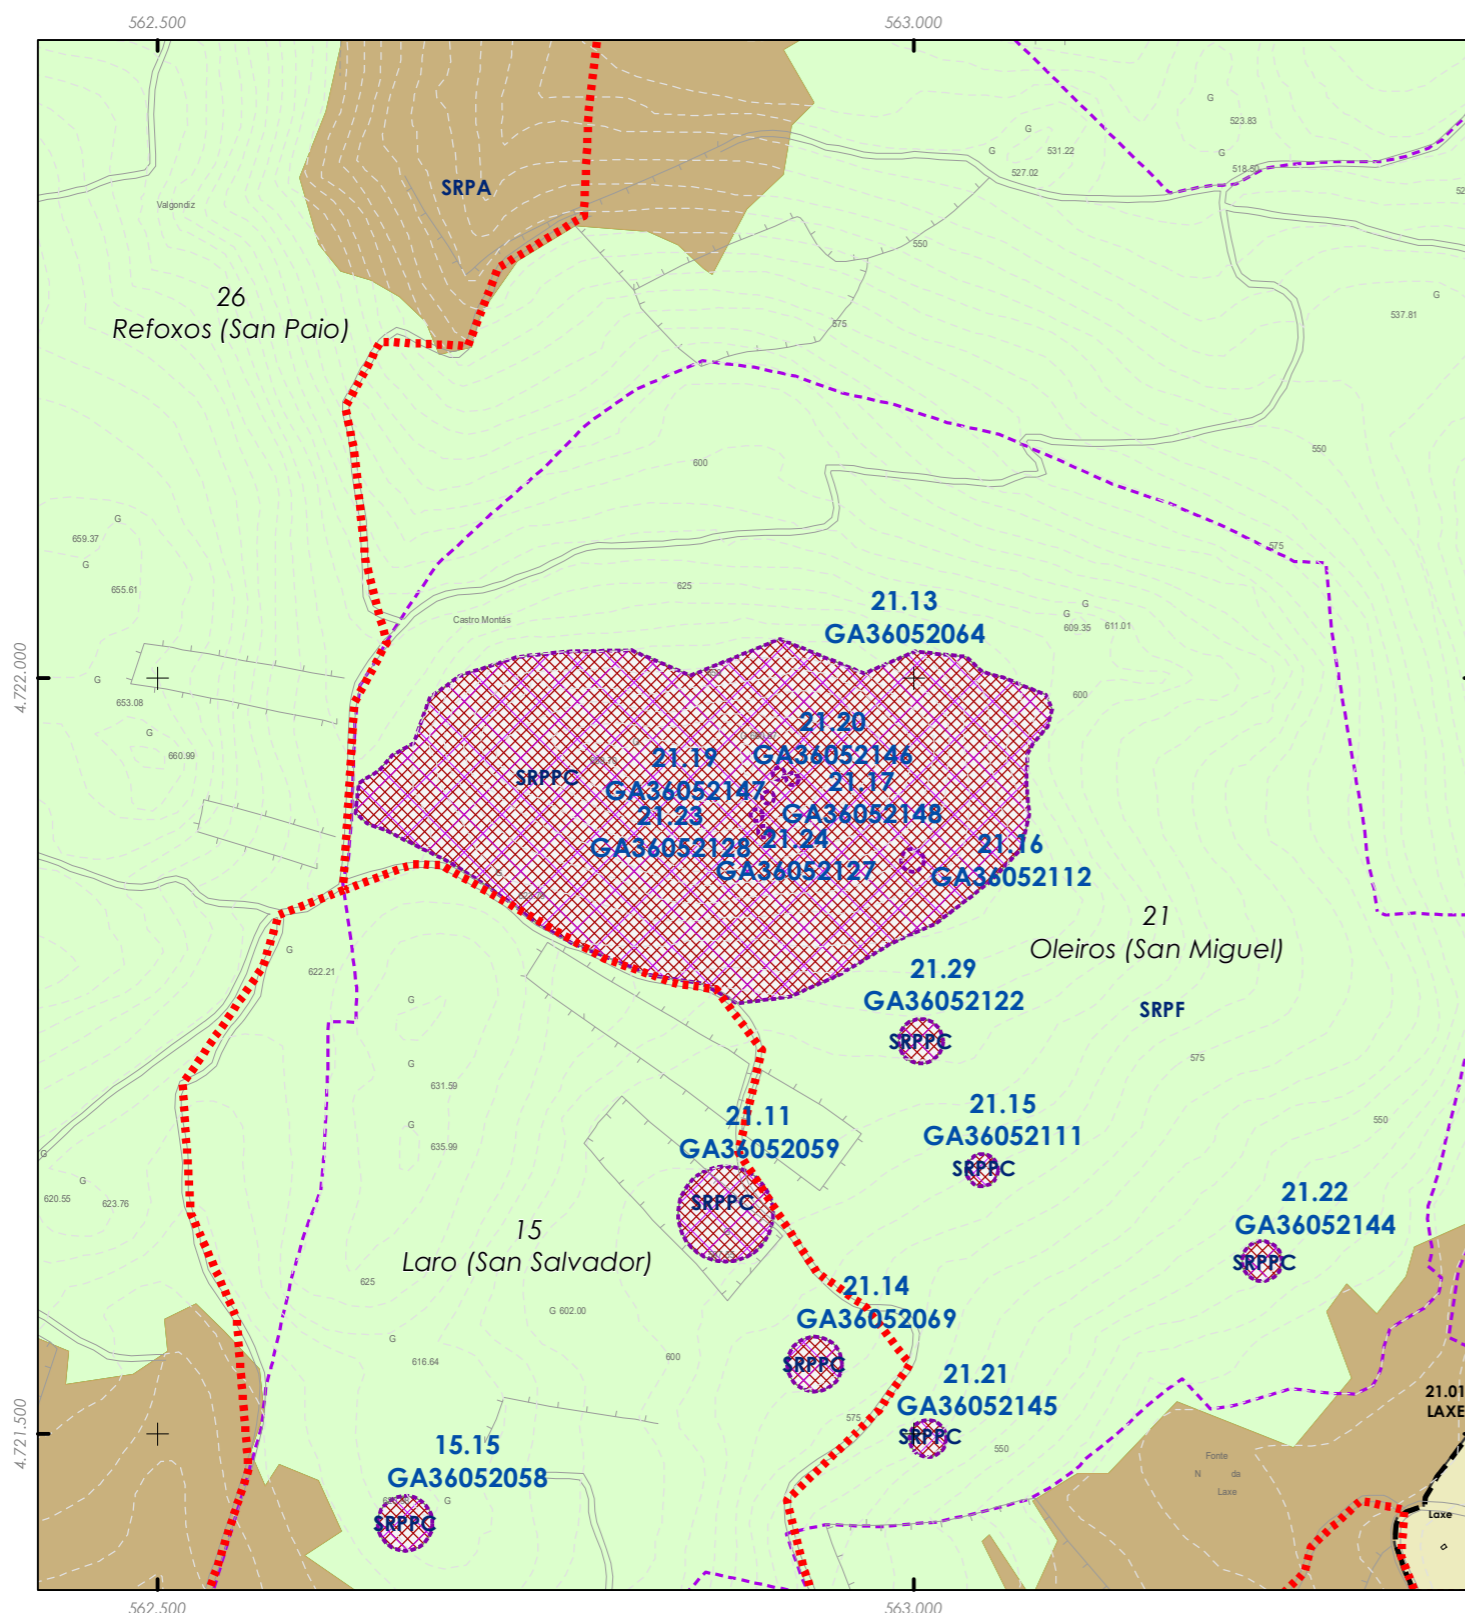 562.500
563.000
523.83
531.22
527.02
518.50
SRPA
Valgondiz
550
26
Refoxos (San Paio)
537.81
575
600
550
659.37
575
655.61
625
Castro Montás
21.13
GA36052064
609.35
611.01
4.722.000
653.08
600
660.99
21.20
GA36052146
21.19
GA36052147
SRPPC
21.17
GA36052148
21.23
GA36052128
21.24
GA36052127
21.16
GA36052112
21
Oleiros (San Miguel)
622.21
21.29
GA36052122
SRPF
SRPPC
575
631.59
21.11
GA36052059
21.15
GA36052111
550
635.99
SRPPC
620.55
623.76
SRPPC
21.22
GA36052144
15
Laro (San Salvador)
SRPPC
625
21.14
GA36052069
G 602.00
616.64
600
SRPPC
21.21
GA36052145
21.01
LAXE
575
4.721.500
SRPPC
550
15.15
GA36052058
Fonte
N da
Laxe
SRPPC
G
Laxe
562.500
563.000